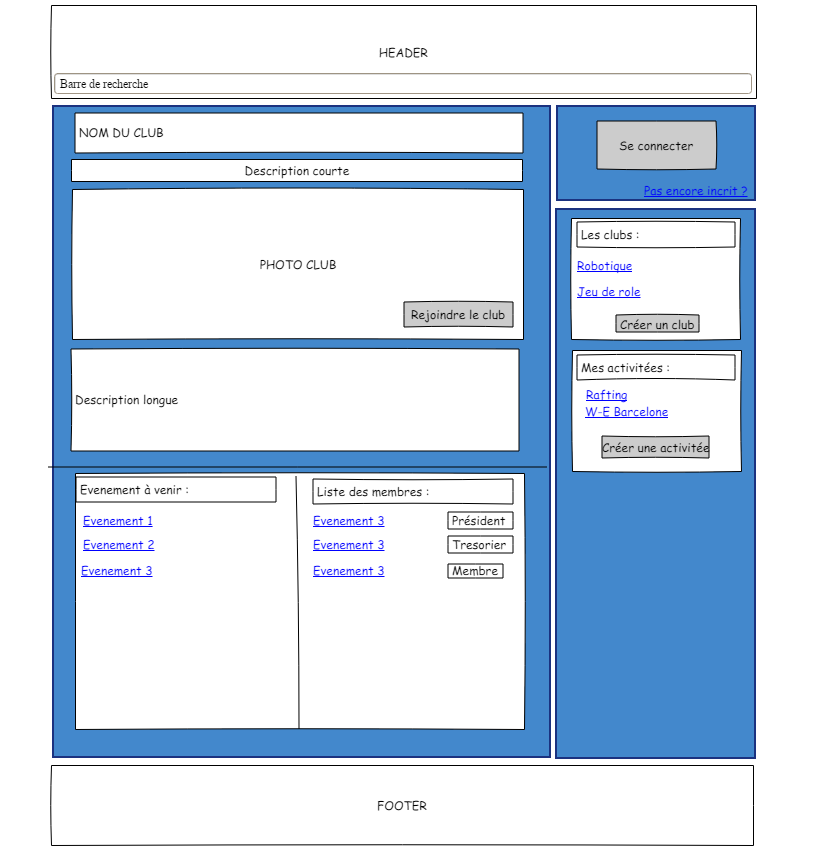 HEADER
Barre de recherche
NOM DU CLUB
Description courte
PHOTO CLUB
Rejoindre le club
Description longue
Evenement à venir :
Evenement 1
Evenement 2
Evenement 3
Liste des membres :
Evenement 3 Président
Evenement 3 Tresorier
Evenement 3 Membre
Se connecter
Pas encore incrit ?
Les clubs :
Robotique
Jeu de role
Créer un club
Mes activitées :
Rafting
W-E Barcelone
Créer une activitée
FOOTER